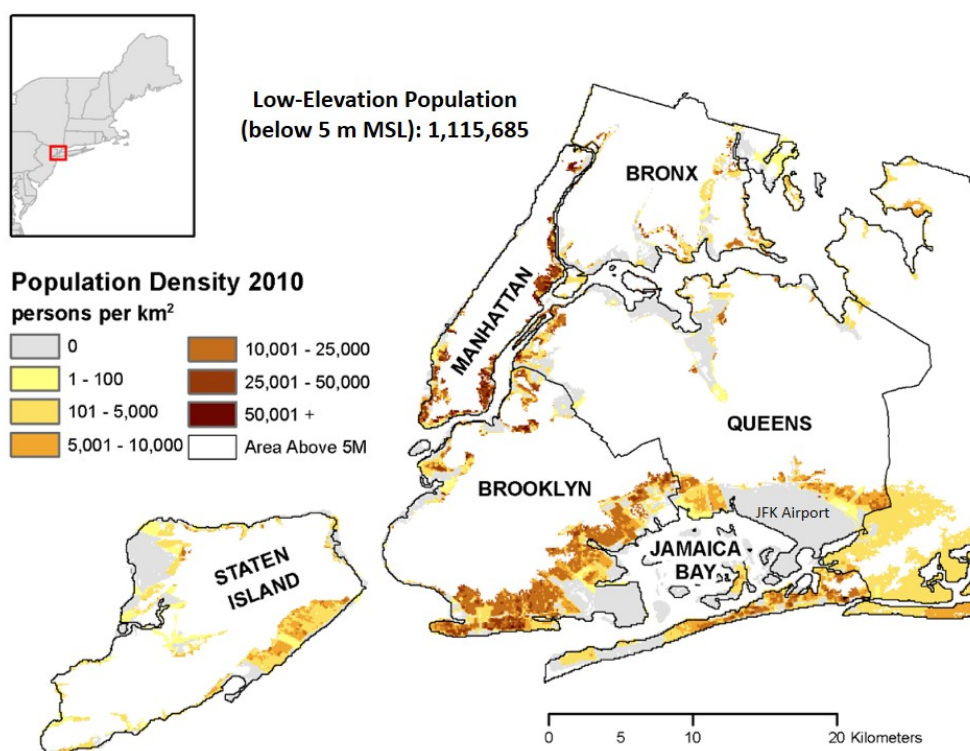 Low-Elevation Population
(below 5 m MSL): 1,115,685
BRONX
MANHATTAN
Population Density 2010
persons per km²
0
1 - 100
101 - 5,000
5,001 - 10,000
10,001 - 25,000
25,001 - 50,000
50,001 +
Area Above 5M
QUEENS
BROOKLYN
JFK Airport
JAMAICA
BAY
STATEN
ISLAND
0 5 10 20 Kilometers